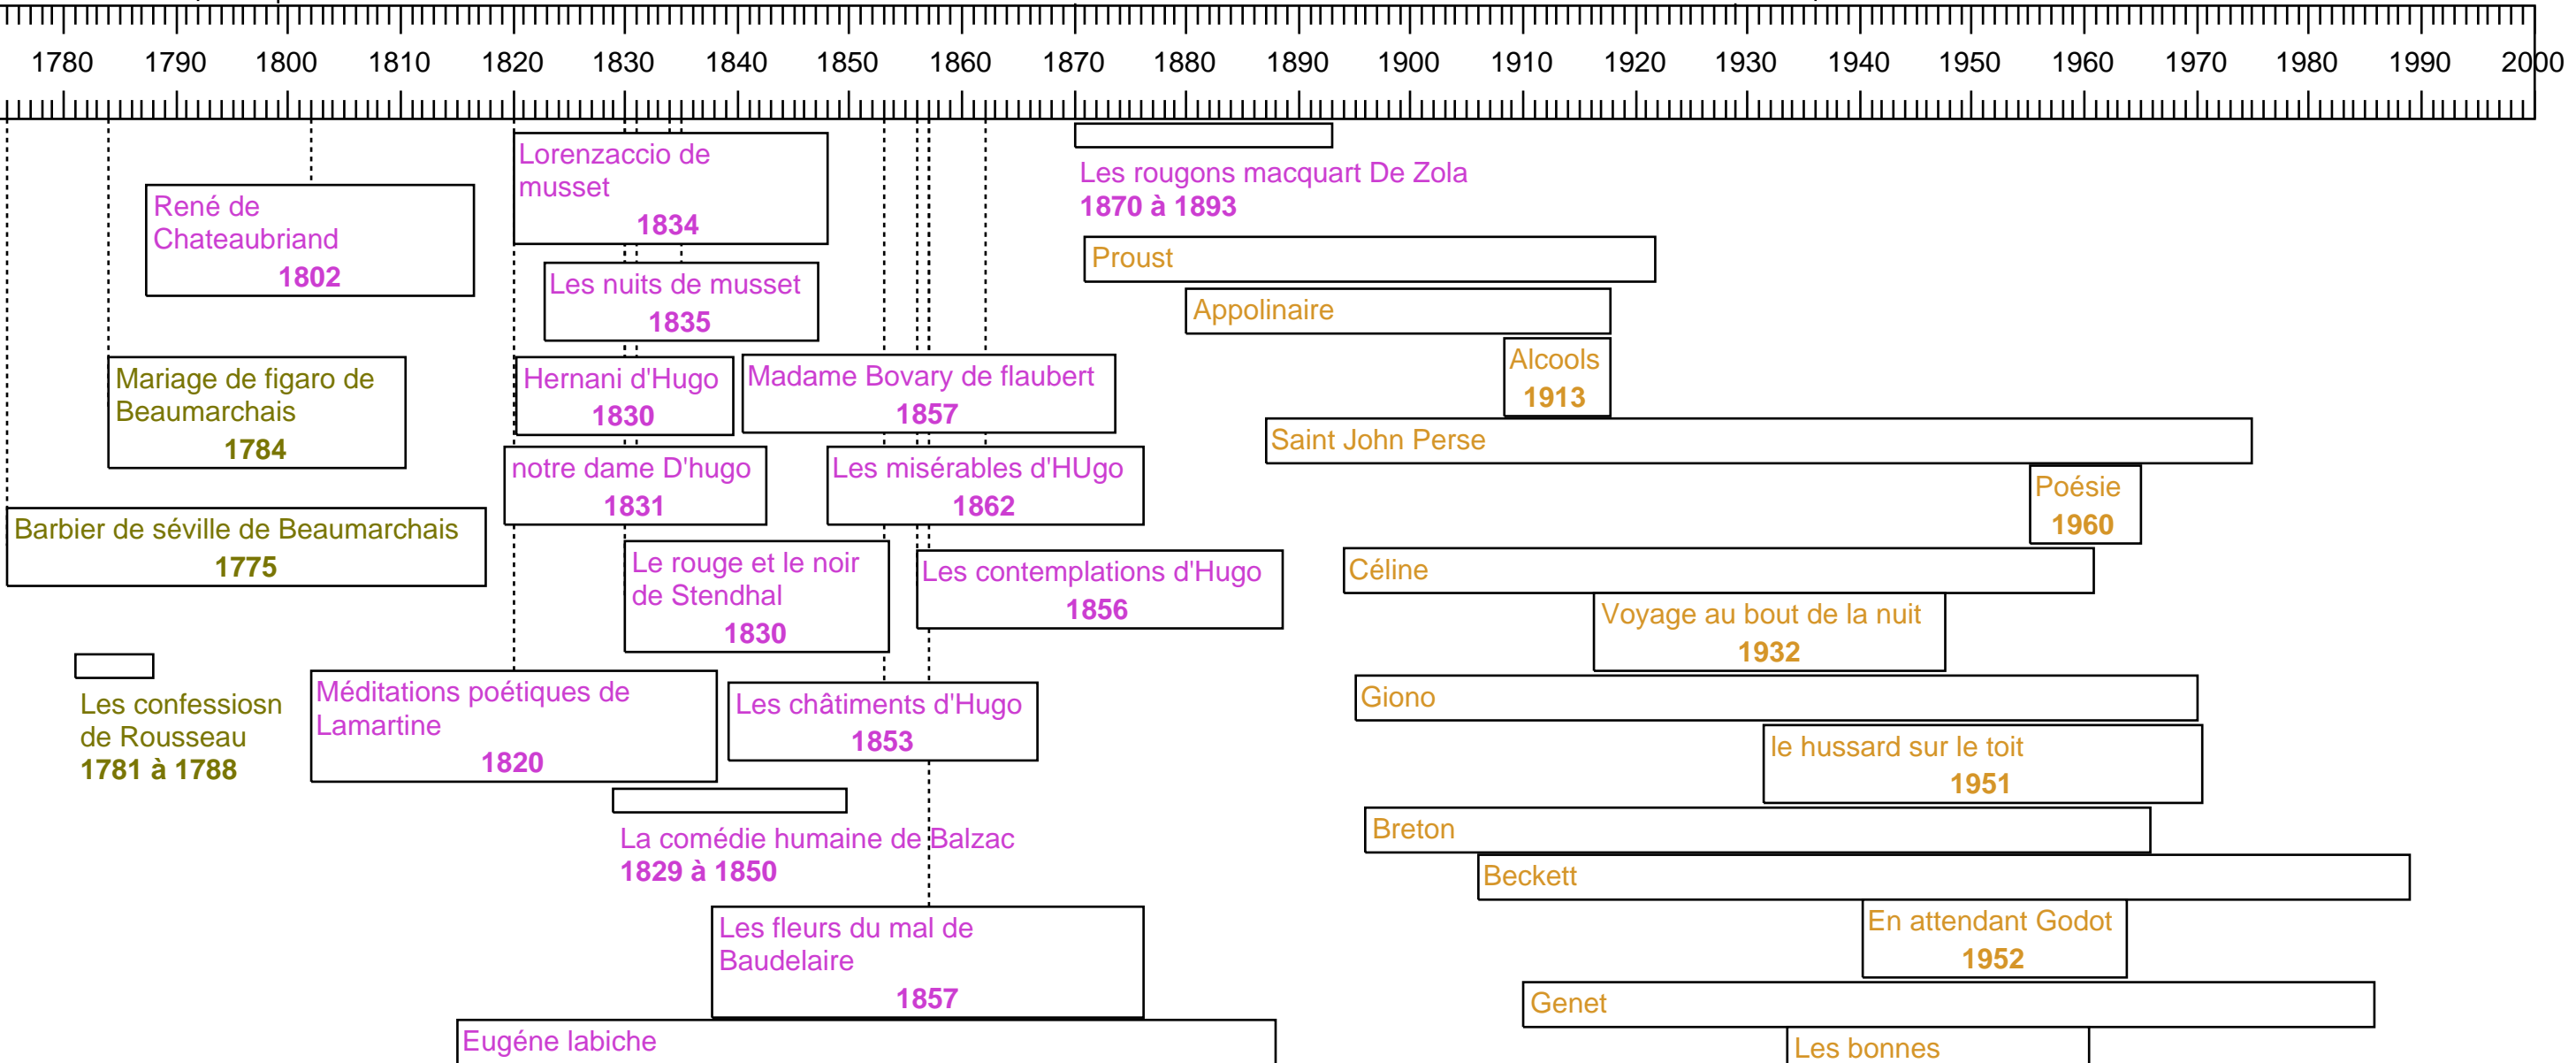 1780 1790 1800 1810 1820 1830 1840 1850 1860 1870 1880 1890 1900 1910 1920 1930 1940 1950 1960 1970 1980 1990 2000
René de
Chateaubriand
1802
Mariage de figaro de
Beaumarchais
1784
Barbier de séville de Beaumarchais
1775
Les confessiosn
de Rousseau
1781 à 1788
Lorenzaccio de
musset
1834
Les nuits de musset
1835
Hernani d'Hugo
1830
Madame Bovary de flaubert
1857
notre dame D'hugo
1831
Les misérables d'HUgo
1862
Le rouge et le noir
de Stendhal
1830
Les contemplations d'Hugo
1856
Méditations poétiques de
Lamartine
1820
Les châtiments d'Hugo
1853
La comédie humaine de Balzac
1829 à 1850
Les fleurs du mal de
Baudelaire
1857
Eugéne labiche
Les rougons macquart De Zola
1870 à 1893
Proust
Appolinaire
Alcools
1913
Saint John Perse
Poésie
1960
Céline
Voyage au bout de la nuit
1932
Giono
le hussard sur le toit
1951
Breton
Beckett
En attendant Godot
1952
Genet
Les bonnes